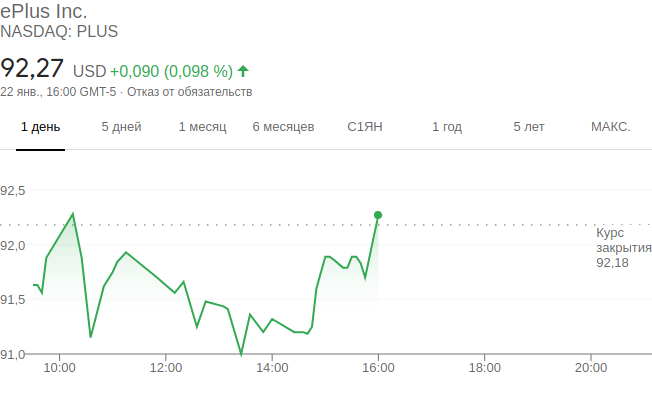 ePlus Inc.
NASDAQ: PLUS
92,27 USD +0,090 (0,098 %)
22 янв., 16:00 GMT-5 · Отказ от обязательств
1 день 5 дней 1 месяц 6 месяцев С1ЯН 1 год 5 лет МАКС.
92,5
92,0
91,5
91,0
Курс
закрытия
92,18
10:00 12:00 14:00 16:00 18:00 20:00